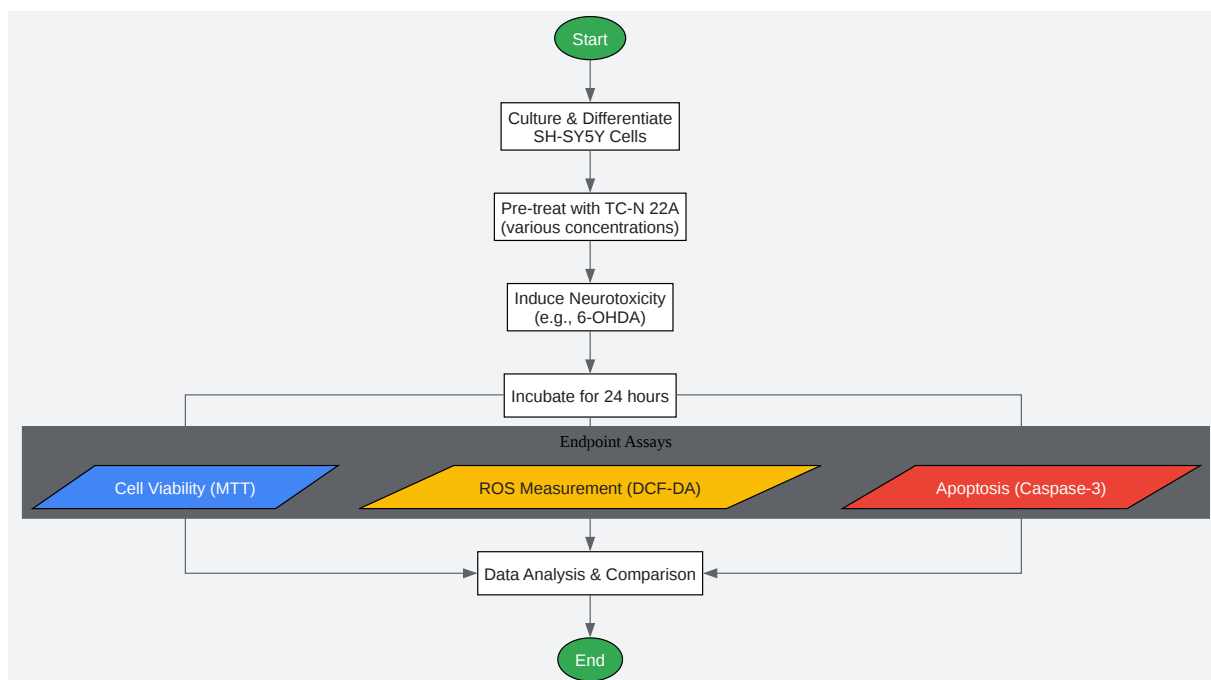 Start
Culture & Differentiate
SH-SY5Y Cells
Pre-treat with TC-N 22A
(various concentrations)
Induce Neurotoxicity
(e.g., 6-OHDA)
Incubate for 24 hours
Endpoint Assays
Cell Viability (MTT)
ROS Measurement (DCF-DA)
Apoptosis (Caspase-3)
Data Analysis & Comparison
End